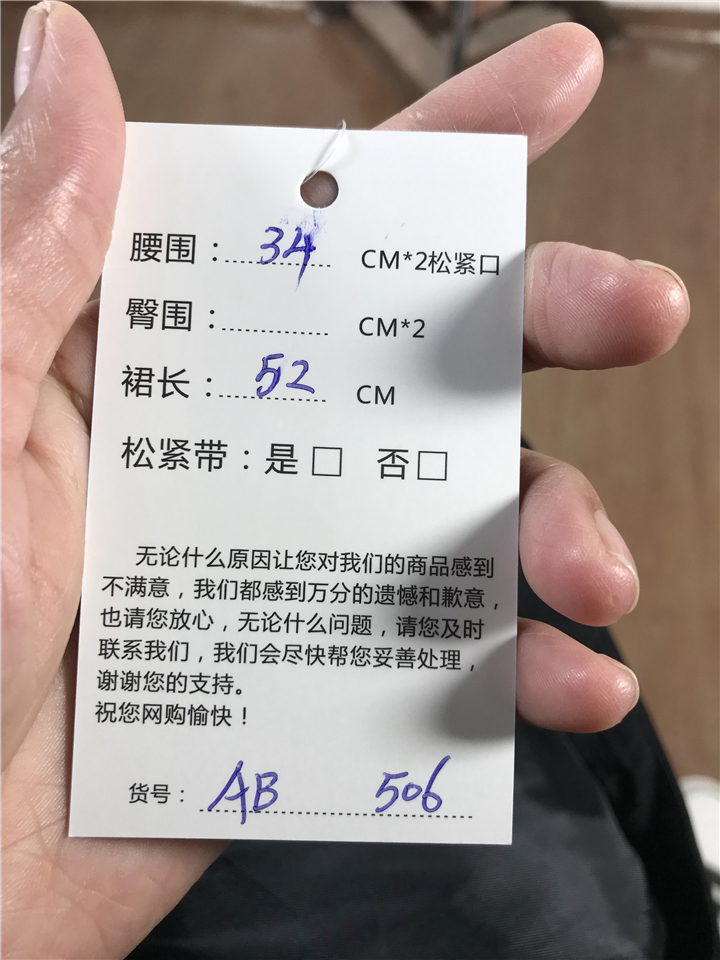 腰围：34 CM*2松紧口
臀围： CM*2
裙长：52 CM
松紧带：是□ 否□
无论什么原因让您对我们的商品感到
不满意，我们都感到万分的遗憾和歉意，
也请您放心，无论什么问题，请您及时
联系我们，我们会尽快帮您妥善处理，
谢谢您的支持。
祝您网购愉快！
货号：AB 506